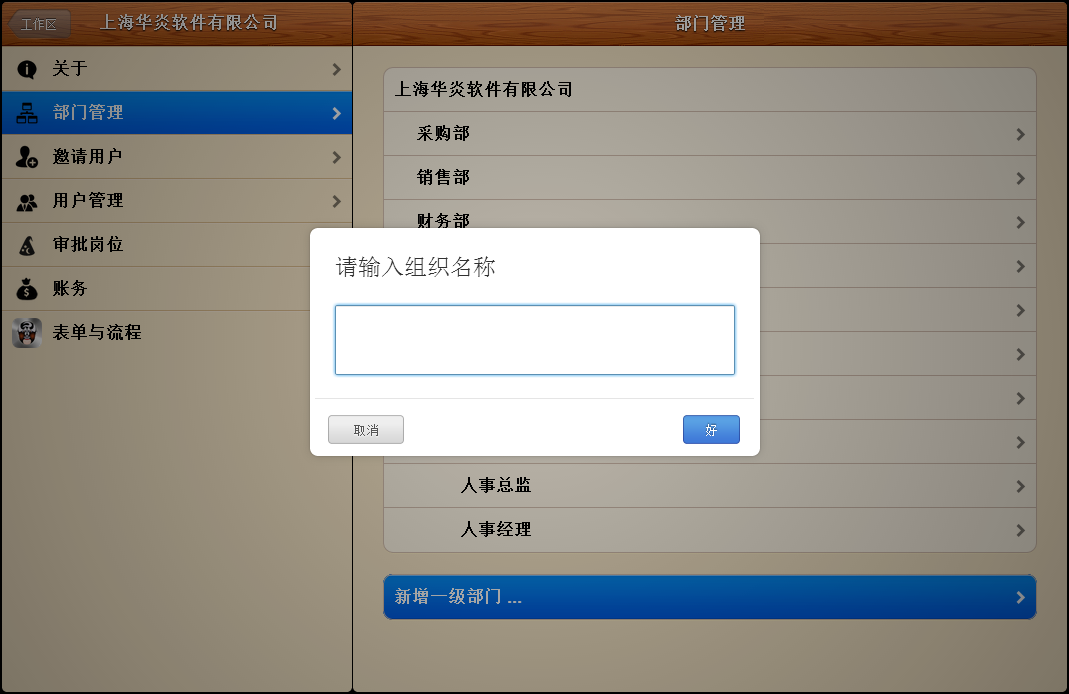 工作区
上海华炎软件有限公司
关于
部门管理
邀请用户
用户管理
审批岗位
账务
表单与流程
部门管理
上海华炎软件有限公司
采购部
销售部
财务部
人事总监
人事经理
新增一级部门 ...
请输入组织名称
取消
好